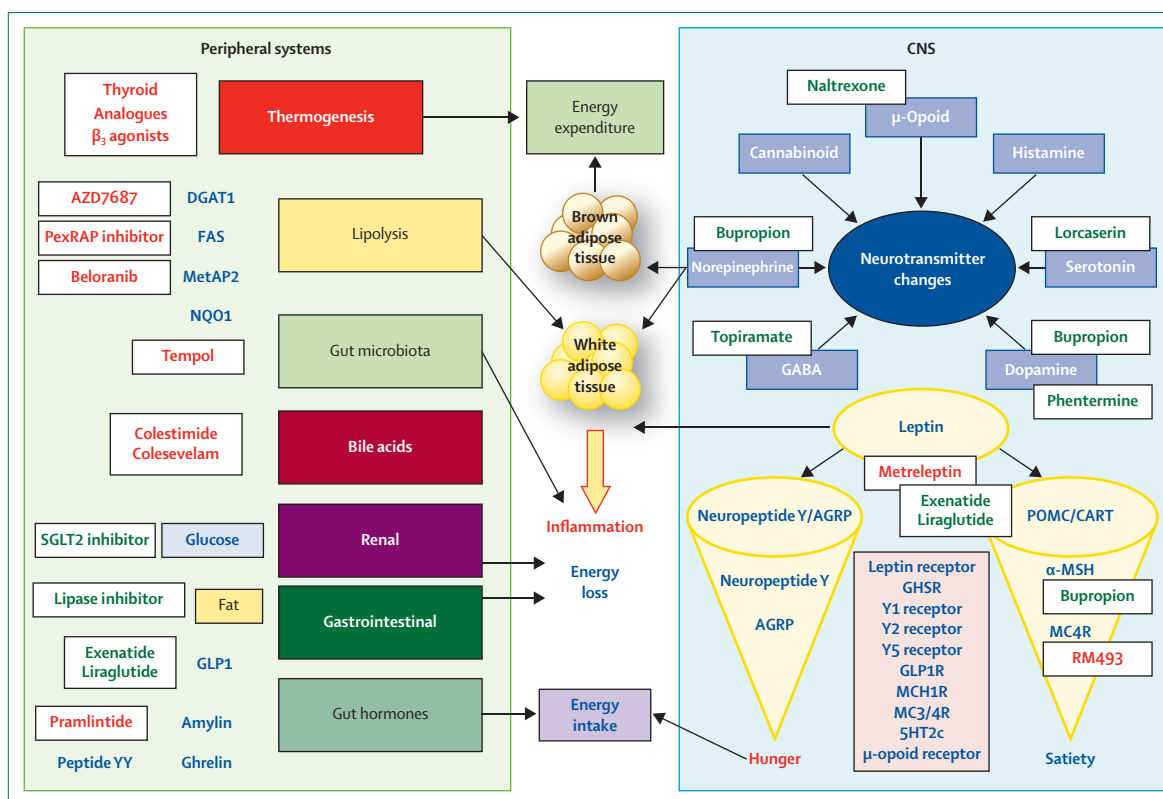 Peripheral systems
Thyroid
Analogues
β3 agonists
Thermogenesis
AZD7687
DGAT1
PexRAP inhibitor
FAS
Beloranib
MetAP2
NQO1
Tempol
Lipolysis
Gut microbiota
Colestimide
Colesevelam
Bile acids
SGLT2 inhibitor
Glucose
Renal
Lipase inhibitor
Fat
Gastrointestinal
Exenatide
Liraglutide
GLP1
Pramlintide
Amylin
Peptide YY
Ghrelin
Gut hormones
Energy
expenditure
Brown
adipose
tissue
White
adipose
tissue
Inflammation
Energy
loss
Energy
intake
CNS
Naltrexone
μ-Opoid
Cannabinoid
Histamine
Bupropion
Norepinephrine
Neurotransmitter
changes
Lorcaserin
Serotonin
Topiramate
GABA
Bupropion
Dopamine
Phentermine
Leptin
Metreleptin
Exenatide
Liraglutide
Neuropeptide Y/AGRP
Neuropeptide Y
AGRP
Hunger
Leptin receptor
GHSR
Y1 receptor
Y2 receptor
Y5 receptor
GLP1R
MCH1R
MC3/4R
5HT2c
μ-opioid receptor
POMC/CART
α-MSH
Bupropion
MC4R
RM493
Satiety